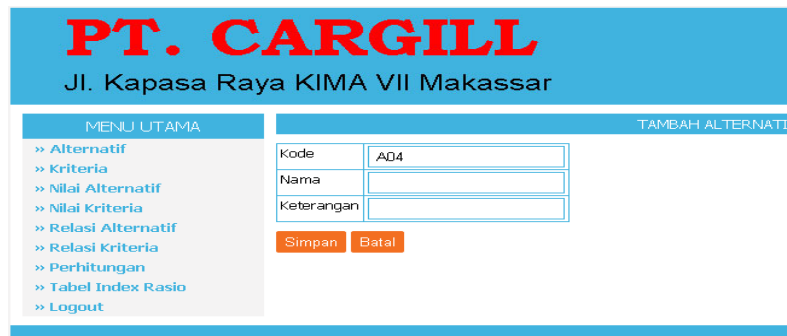 PT. CARGILL
Jl. Kapasa Raya KIMA VII Makassar
MENU UTAMA
» Alternatif
» Kriteria
» Nilai Alternatif
» Nilai Kriteria
» Relasi Alternatif
» Relasi Kriteria
» Perhitungan
» Tabel Index Rasio
» Logout
TAMBAH ALTERNATI
Kode A04
Nama
Keterangan
Simpan Batal